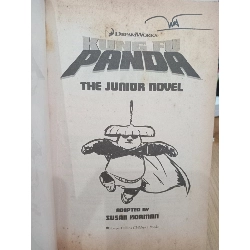 DREAMWORKS
KUNG FU
PANDA
THE JUNIOR NOVEL
ADAPTED BY
SUSAN KORMAN